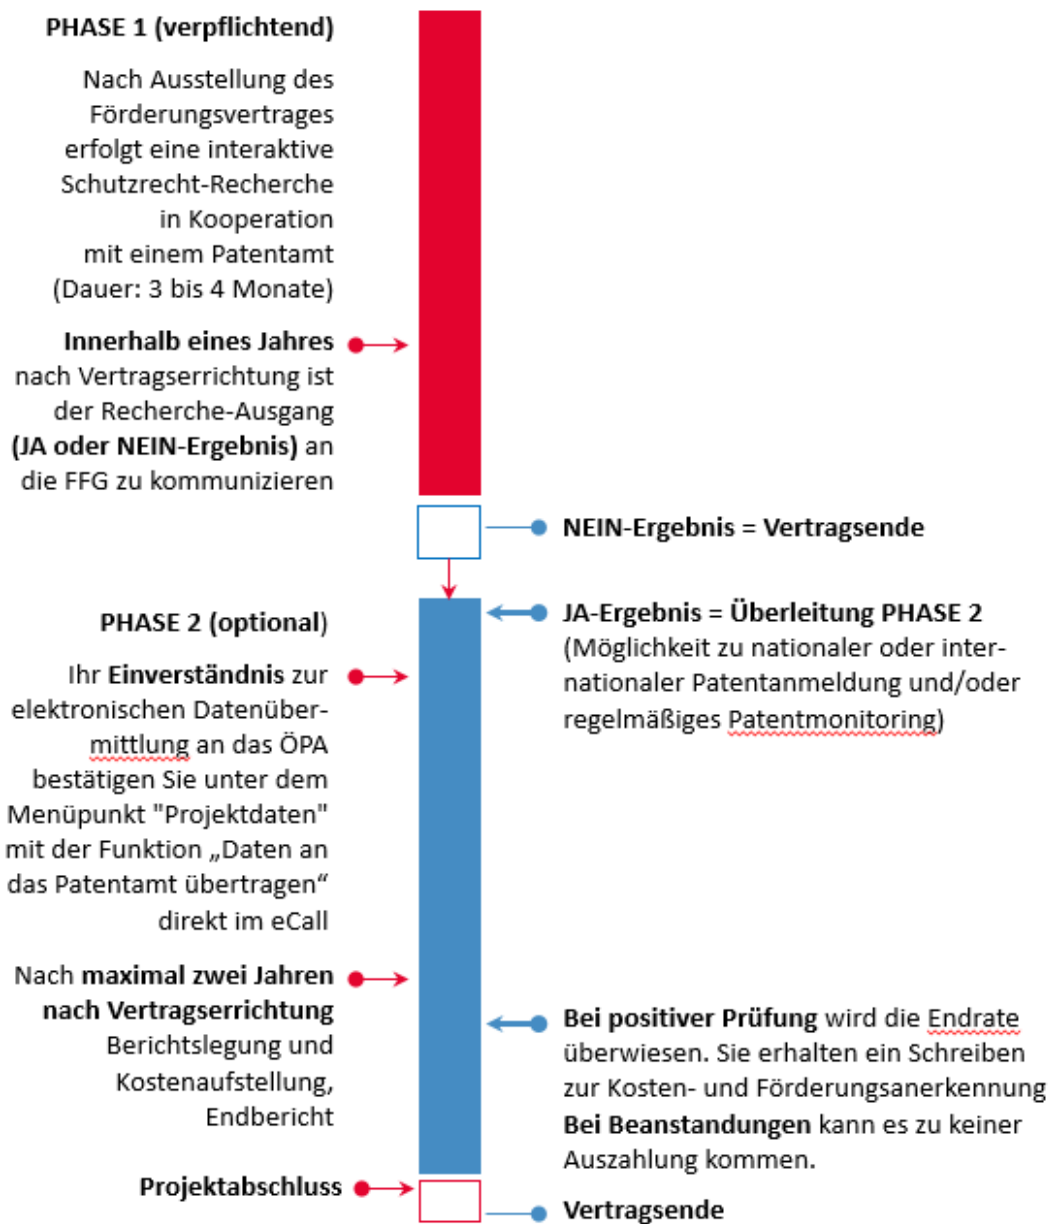 PHASE 1 (verpflichtend)
Nach Ausstellung des
Förderungsvertrages
erfolgt eine interaktive
Schutzrecht-Recherche
in Kooperation
mit einem Patentamt
(Dauer: 3 bis 4 Monate)
Innerhalb eines Jahres
nach Vertragserrichtung ist
der Recherche-Ausgang
(JA oder NEIN-Ergebnis) an
die FFG zu kommunizieren
NEIN-Ergebnis = Vertragsende
JA-Ergebnis = Überleitung PHASE 2
(Möglichkeit zu nationaler oder inter-
nationaler Patentanmeldung und/oder
regelmäßiges Patentmonitoring)
PHASE 2 (optional)
Ihr Einverständnis zur
elektronischen Datenüber-
mittlung an das ÖPA
bestätigen Sie unter dem
Menüpunkt "Projektdaten"
mit der Funktion „Daten an
das Patentamt übertragen“
direkt im eCall
Nach maximal zwei Jahren
nach Vertragserrichtung
Berichtslegung und
Kostenaufstellung,
Endbericht
Bei positiver Prüfung wird die Endrate
überwiesen. Sie erhalten ein Schreiben
zur Kosten- und Förderungsanerkennung
Bei Beanstandungen kann es zu keiner
Auszahlung kommen.
Projektabschluss
Vertragsende